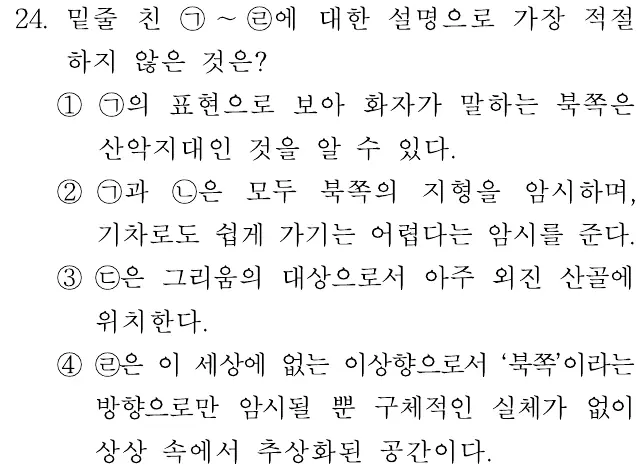 24. 밑줄 친 ㉠ ~ ㉣에 대한 설명으로 가장 적절
하지 않은 것은?
① ㉠의 표현으로 보아 화자가 말하는 북쪽은
산악지대인 것을 알 수 있다.
② ㉠과 ㉡은 모두 북쪽의 지형을 암시하며,
기차로도 쉽게 가기는 어렵다는 암시를 준다.
③ ㉢은 그리움의 대상으로서 아주 외진 산골에
위치한다.
④ ㉣은 이 세상에 없는 이상향으로서 ‘북쪽’이라는
방향으로만 암시될 뿐 구체적인 실체가 없이
상상 속에서 추상화된 공간이다.